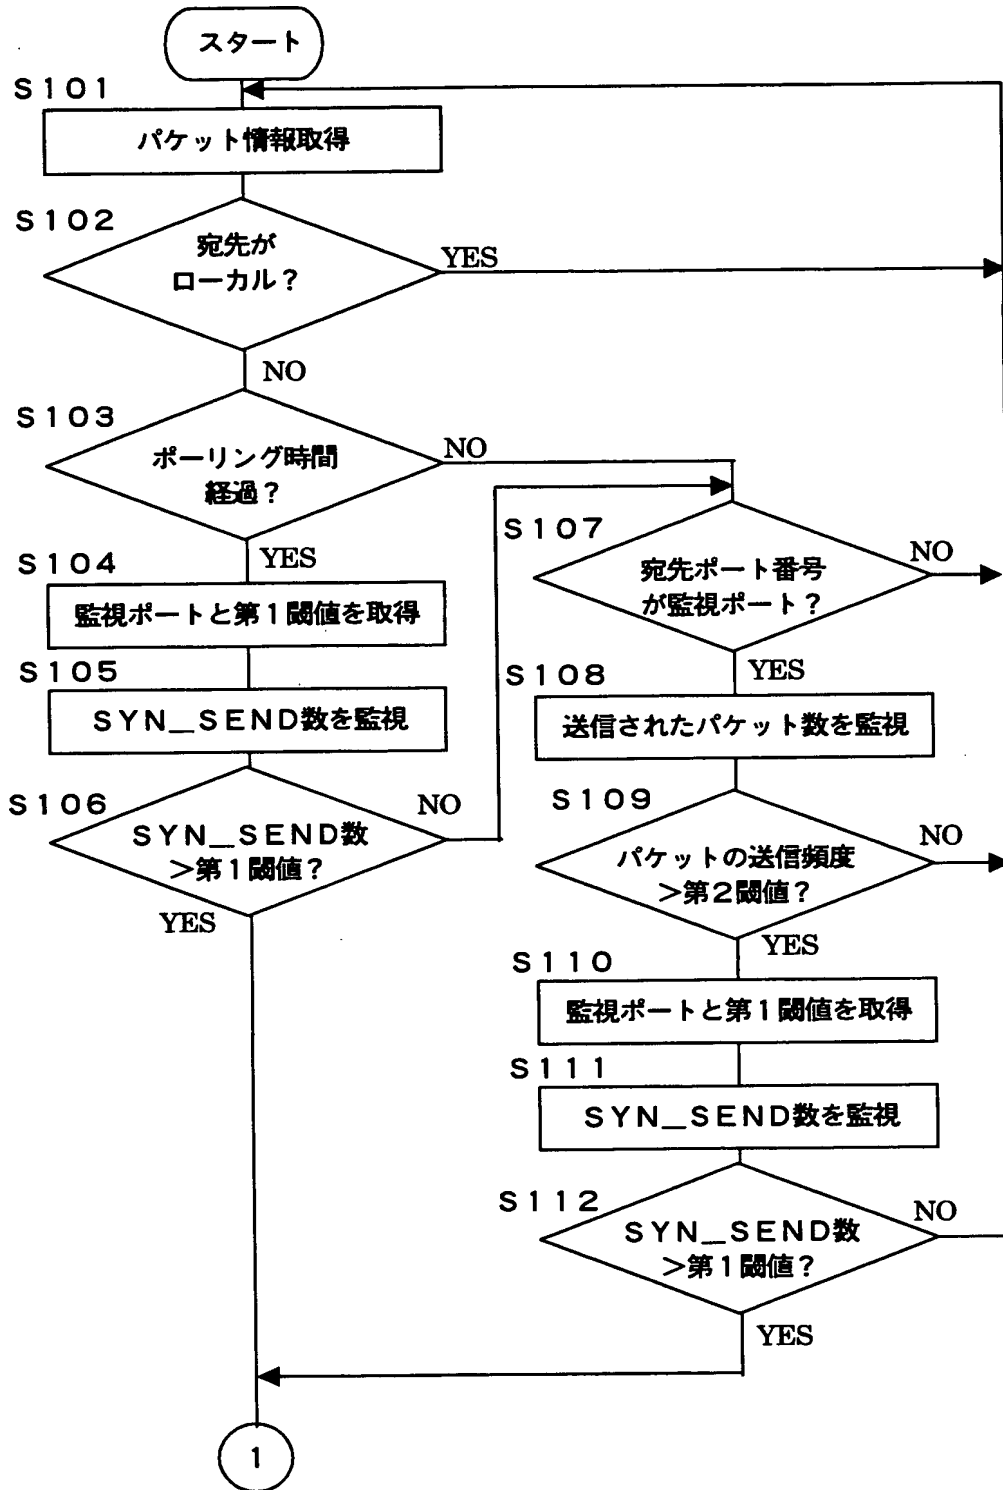 スタート
S101
パケット情報取得
S102
宛先が
ローカル？
YES
NO
S103
ポーリング時間
経過？
NO
YES
S104
監視ポートと第1閾値を取得
S105
SYN_SEND数を監視
S106
SYN_SEND数
＞第1閾値？
NO
YES
S107
宛先ポート番号
が監視ポート？
NO
YES
S108
送信されたパケット数を監視
S109
パケットの送信頻度
＞第2閾値？
NO
YES
S110
監視ポートと第1閾値を取得
S111
SYN_SEND数を監視
S112
SYN_SEND数
＞第1閾値？
NO
YES
1